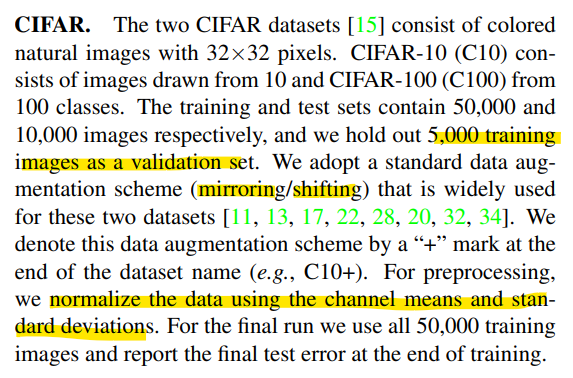 CIFAR. The two CIFAR datasets [15] consist of colored
natural images with 32×32 pixels. CIFAR-10 (C10) con-
sists of images drawn from 10 and CIFAR-100 (C100) from
100 classes. The training and test sets contain 50,000 and
10,000 images respectively, and we hold out 5,000 training
images as a validation set. We adopt a standard data aug-
mentation scheme (mirroring/shifting) that is widely used
for these two datasets [11, 13, 17, 22, 28, 20, 32, 34]. We
denote this data augmentation scheme by a “+” mark at the
end of the dataset name (e.g., C10+). For preprocessing,
we normalize the data using the channel means and stan-
dard deviations. For the final run we use all 50,000 training
images and report the final test error at the end of training.